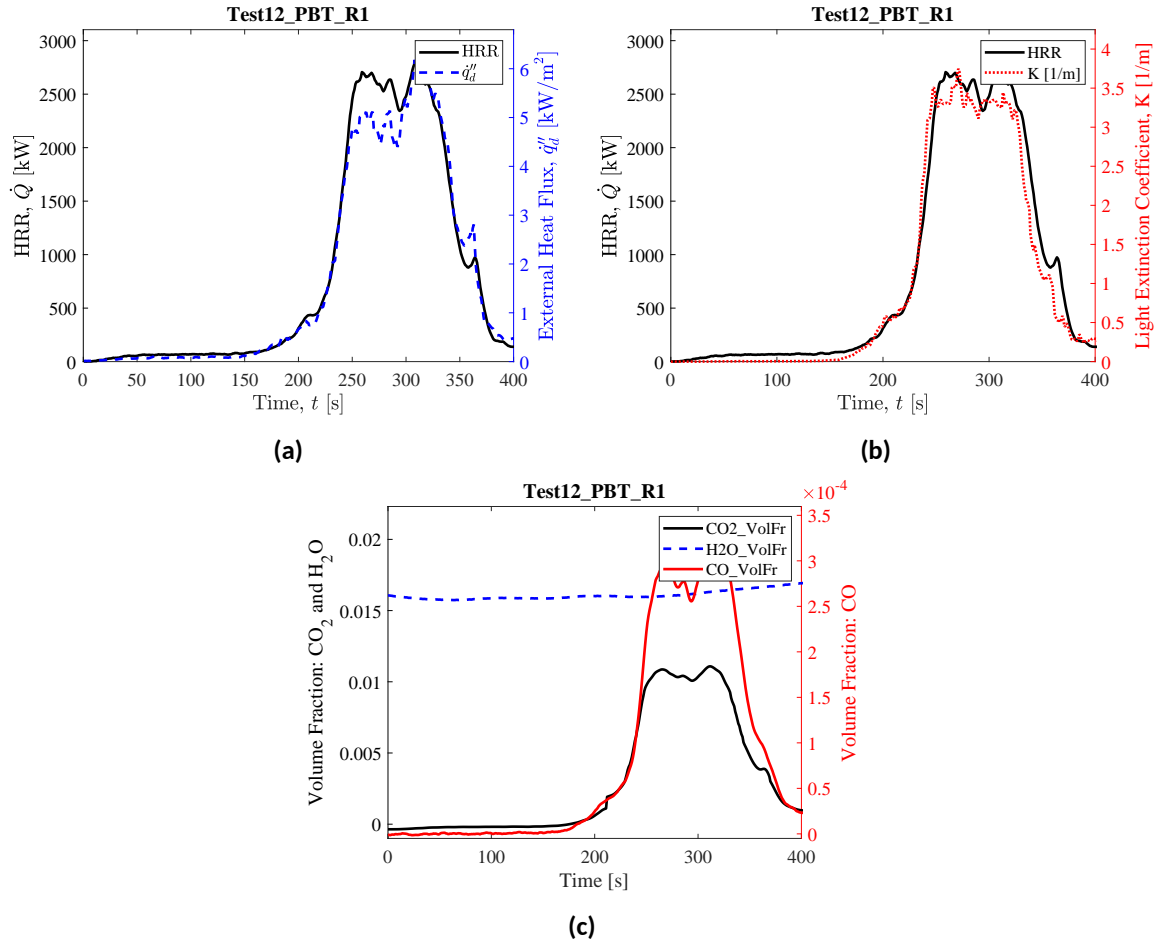 Test12_PBT_R1
3000
2500
2000
1500
1000
500
0
HRR, Q̇ [kW]
HRR
q̇″d
6
5
4
3
2
1
0
External Heat Flux, q̇″d [kW/m²]
0 50 100 150 200 250 300 350 400
Time, t [s]
(a)
Test12_PBT_R1
3000
2500
2000
1500
1000
500
0
HRR, Q̇ [kW]
HRR
K [1/m]
4
3.5
3
2.5
2
1.5
1
0.5
0
Light Extinction Coefficient, K [1/m]
0 100 200 300 400
Time, t [s]
(b)
Test12_PBT_R1
×10⁻⁴
0.02
0.015
0.01
0.005
0
Volume Fraction: CO₂ and H₂O
CO2_VolFr
H2O_VolFr
CO_VolFr
3.5
3
2.5
2
1.5
1
0.5
0
Volume Fraction: CO
0 100 200 300 400
Time [s]
(c)